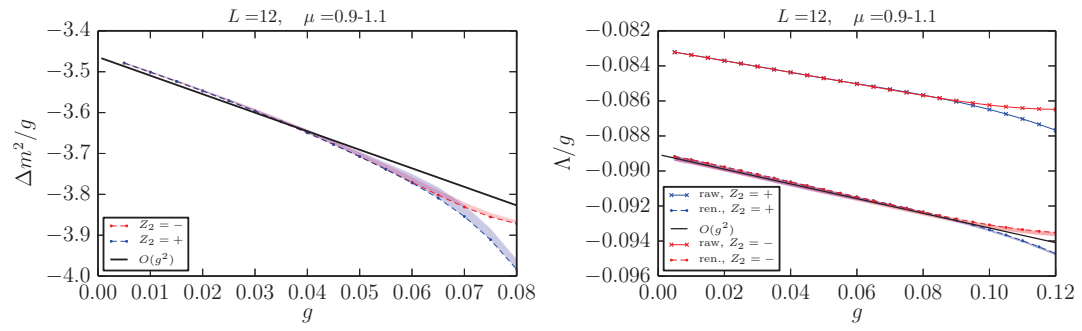 L=12, μ=0.9-1.1
−3.4
−3.5
−3.6
−3.7
−3.8
−3.9
−4.0
Δm²/g
Z₂ = −
Z₂ = +
O(g²)
0.00 0.01 0.02 0.03 0.04 0.05 0.06 0.07 0.08
g
L=12, μ=0.9-1.1
−0.082
−0.084
−0.086
−0.088
−0.090
−0.092
−0.094
−0.096
Λ/g
raw, Z₂ = +
ren., Z₂ = +
O(g²)
raw, Z₂ = −
ren., Z₂ = −
0.00 0.02 0.04 0.06 0.08 0.10 0.12
g